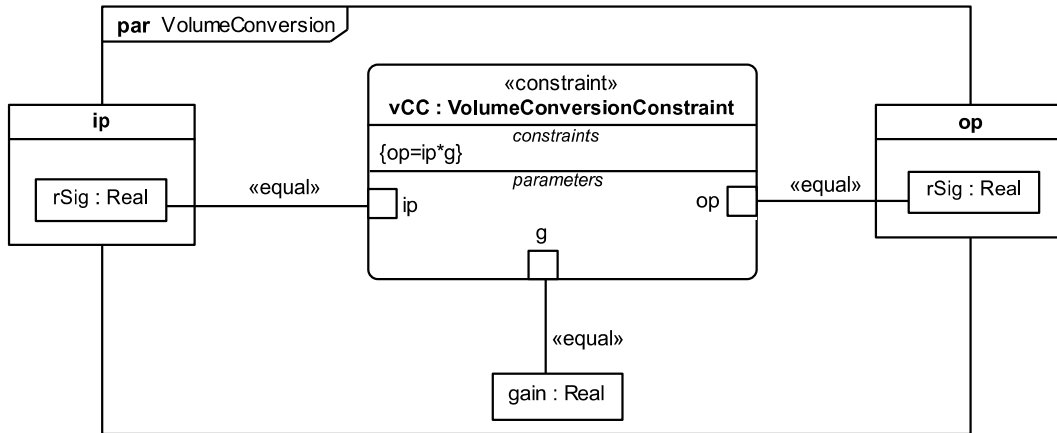 par VolumeConversion
«constraint»
vCC : VolumeConversionConstraint
constraints
{op=ip*g}
parameters
ip
op
g
ip
rSig : Real
«equal»
«equal»
op
rSig : Real
«equal»
gain : Real